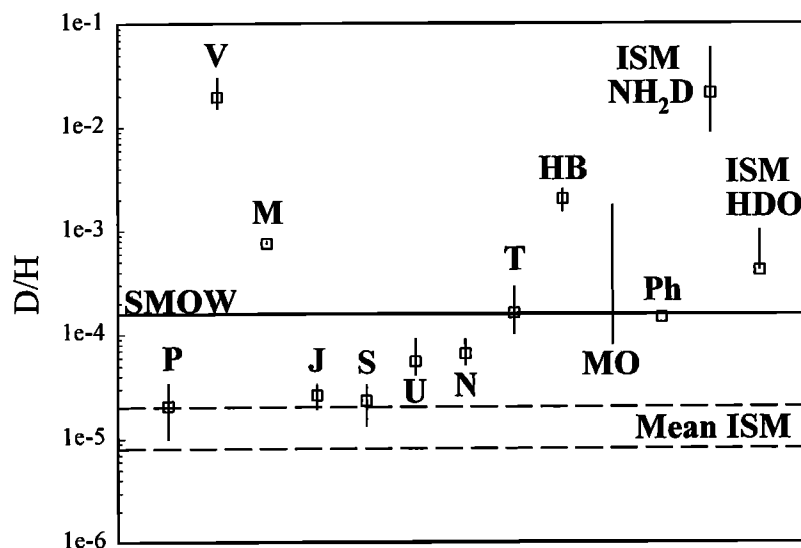 1e-1
1e-2
1e-3
1e-4
1e-5
1e-6
D/H
V
M
SMOW
P
J
S
U
N
T
HB
MO
Ph
ISM
NH₂D
ISM
HDO
Mean ISM